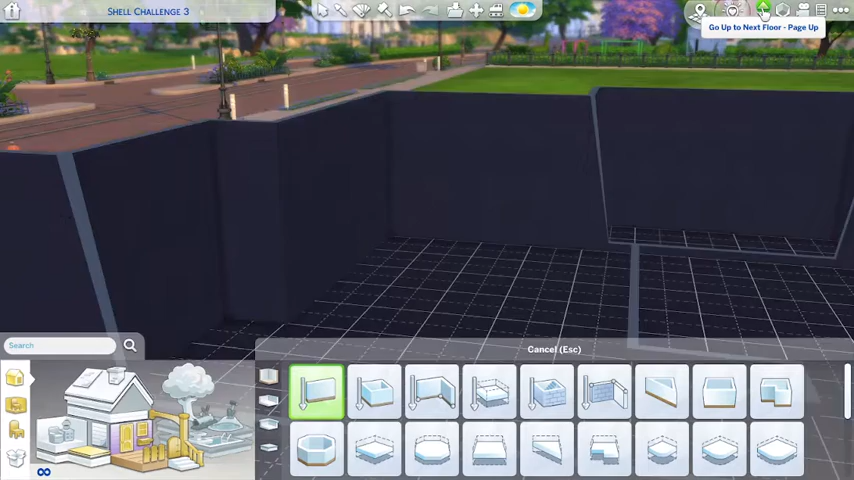 SHELL CHALLENGE 3
Go Up to Next Floor - Page Up
Search
Cancel (Esc)
∞